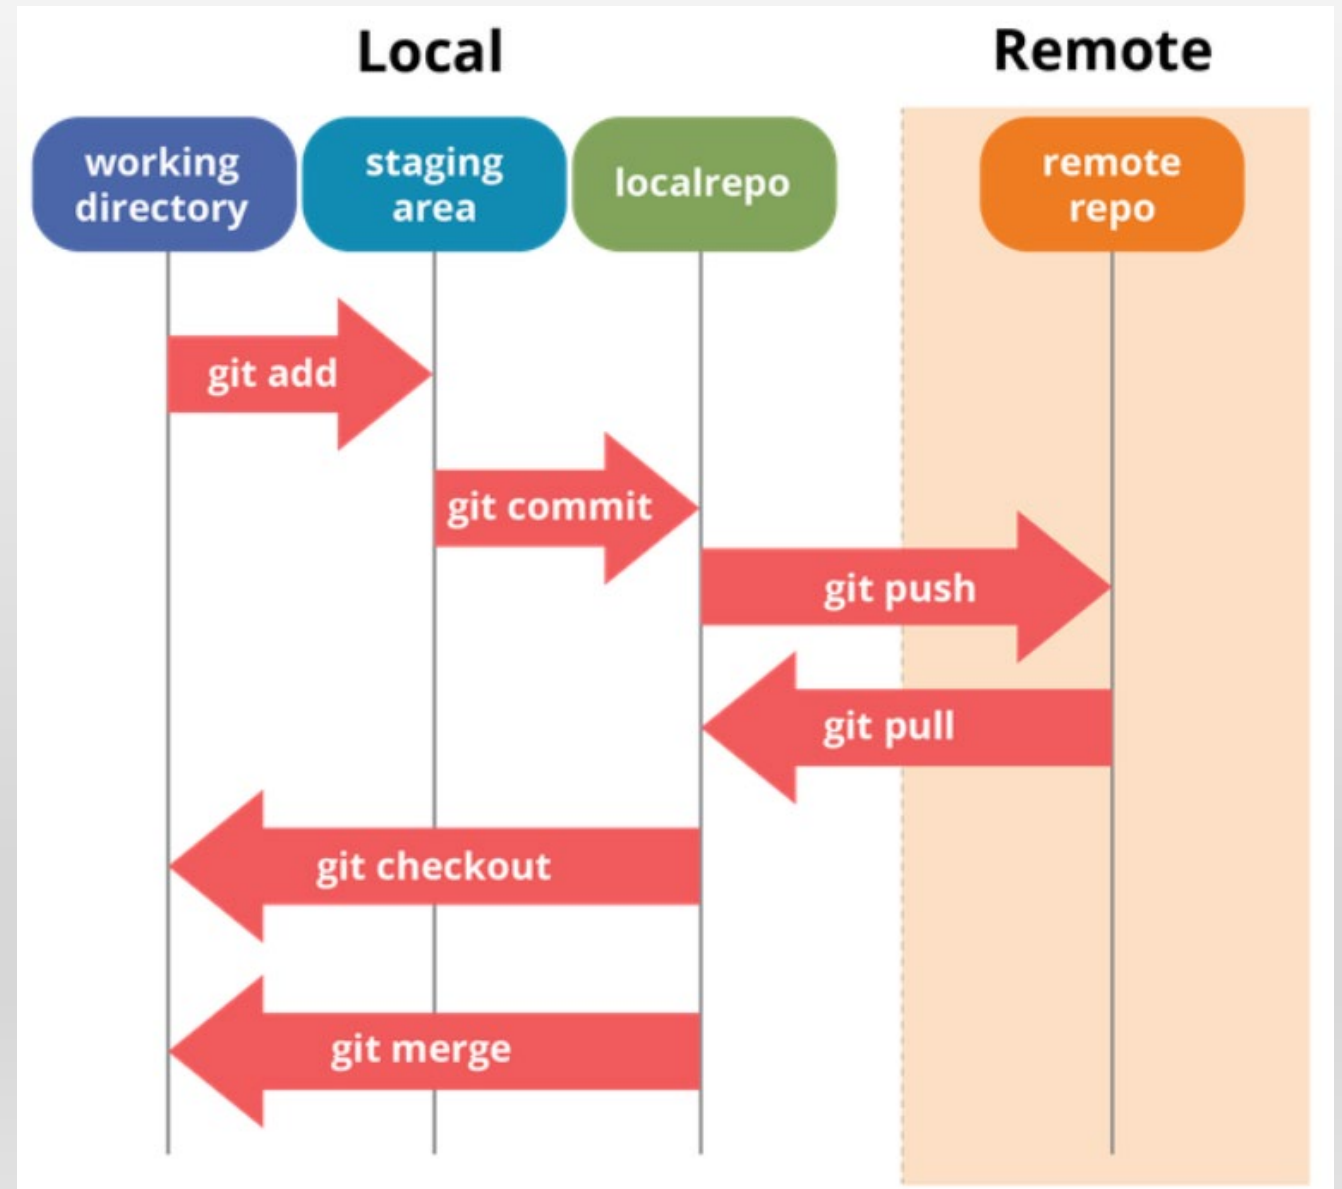 Local
Remote
working
directory
staging
area
localrepo
remote
repo
git add
git commit
git push
git pull
git checkout
git merge